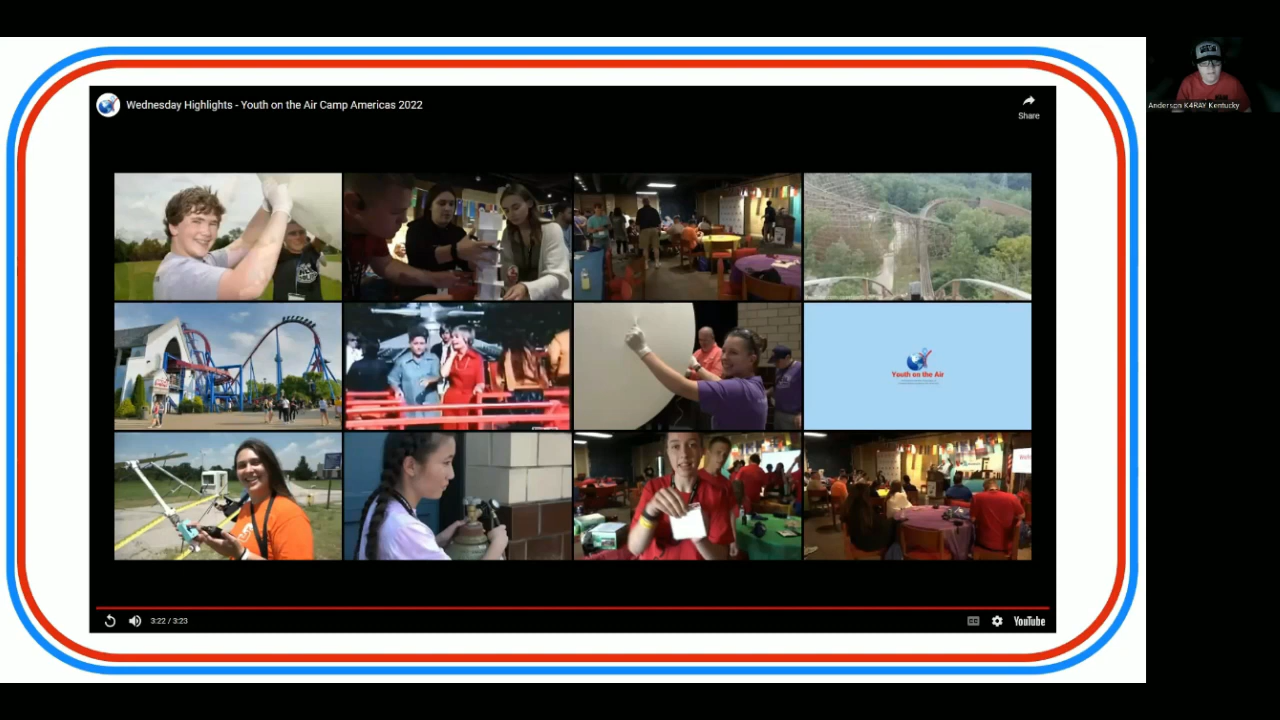 Wednesday Highlights - Youth on the Air Camp Americas 2022
Share
Anderson K4RAY Kentucky
Youth on the Air
3:22 / 3:23
CC
YouTube